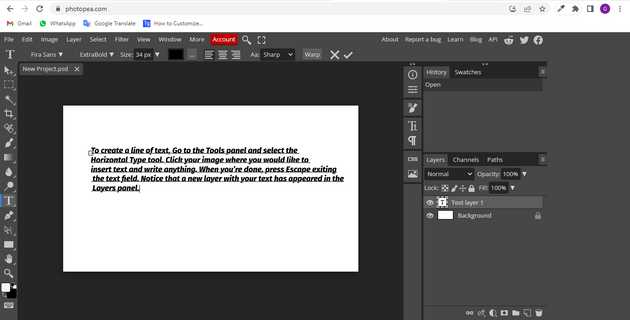 photopea.com
Gmail
WhatsApp
Google Translate
How to Customize...
G
File Edit Image Layer Select Filter View Window More Account
About Report a bug Learn Blog API
T Fira Sans ExtraBold Size: 34 px ... Aa: Sharp Warp
New Project.psd
To create a line of text, Go to the Tools panel and select the
Horizontal Type tool. Click your image where you would like to
insert text and write anything. When you're done, press Escape exiting
the text field. Notice that a new layer with your text has appeared in the
Layers panel.
History Swatches
Open
CSS
Layers Channels Paths
Normal Opacity: 100%
Lock: Fill: 100%
T Text layer 1
Background